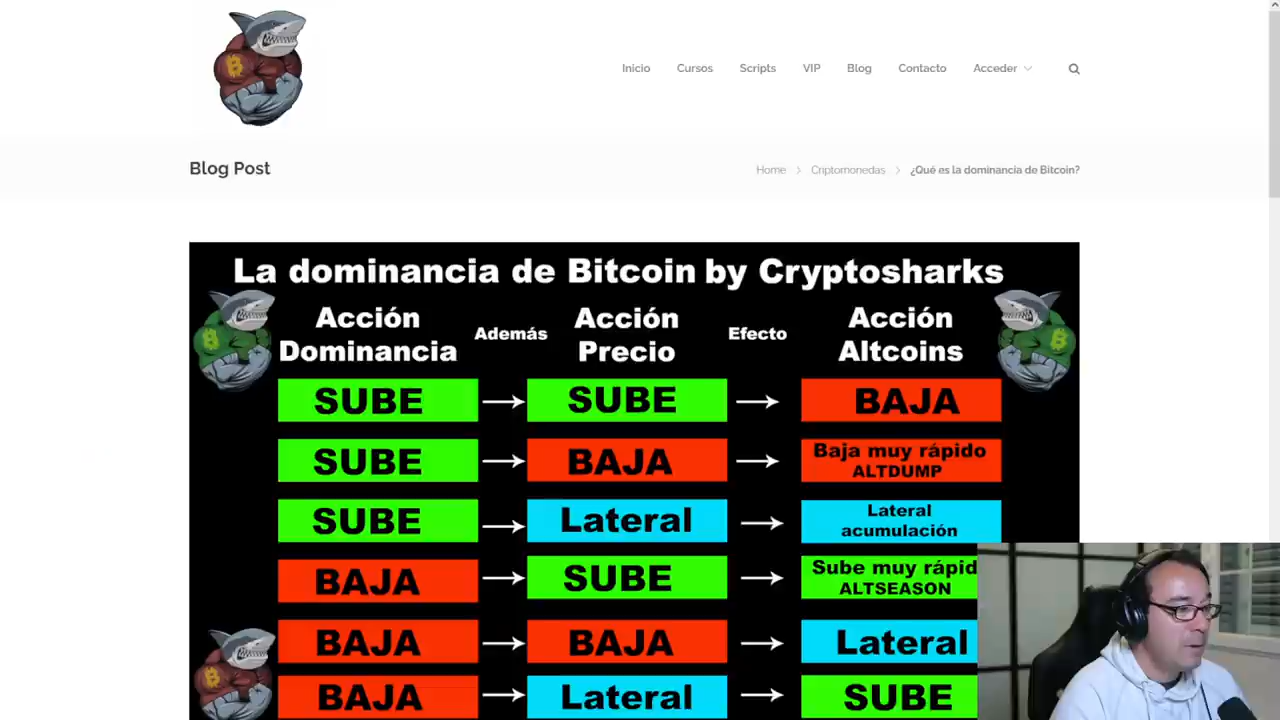 Inicio Cursos Scripts VIP Blog Contacto Acceder
Blog Post
Home > Criptomonedas > ¿Qué es la dominancia de Bitcoin?
La dominancia de Bitcoin by Cryptosharks
Acción Dominancia Además Acción Precio Efecto Acción Altcoins
SUBE SUBE BAJA
SUBE BAJA Baja muy rápido
ALTDUMP
SUBE Lateral Lateral
acumulación
BAJA SUBE Sube muy rápid
ALTSEASON
BAJA BAJA Lateral
BAJA Lateral SUBE